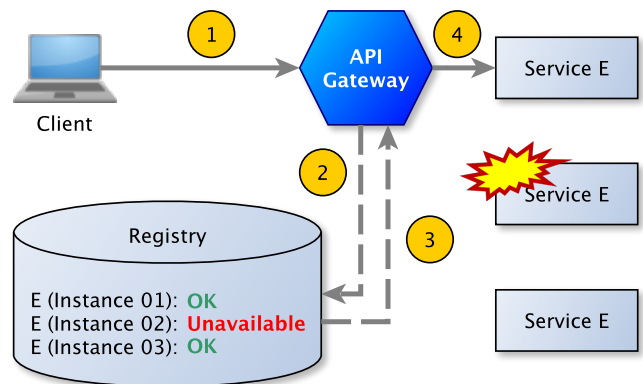 1
4
API
Gateway
Service E
Client
2
Service E
3
Registry
E (Instance 01): OK
E (Instance 02): Unavailable
E (Instance 03): OK
Service E